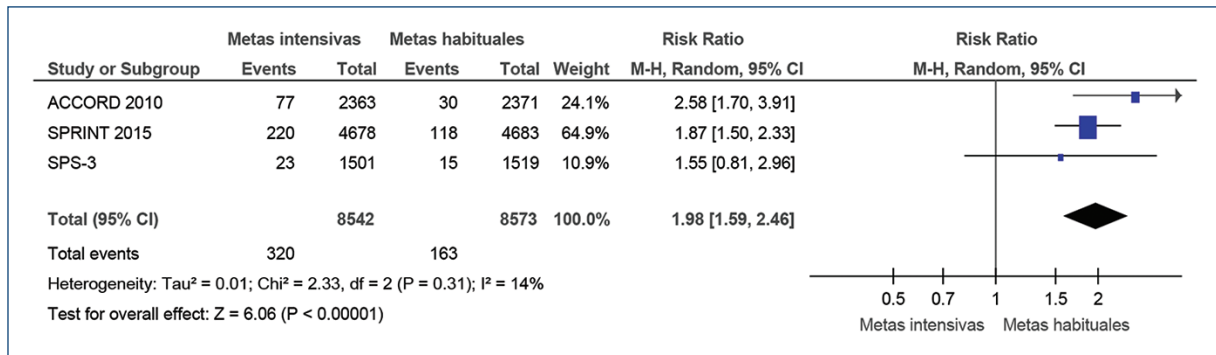 Metas intensivas Metas habituales Risk Ratio Risk Ratio
Study or Subgroup Events Total Events Total Weight M-H, Random, 95% CI M-H, Random, 95% CI
ACCORD 2010 77 2363 30 2371 24.1% 2.58 [1.70, 3.91]
SPRINT 2015 220 4678 118 4683 64.9% 1.87 [1.50, 2.33]
SPS-3 23 1501 15 1519 10.9% 1.55 [0.81, 2.96]
Total (95% CI) 8542 8573 100.0% 1.98 [1.59, 2.46]
Total events 320 163
Heterogeneity: Tau² = 0.01; Chi² = 2.33, df = 2 (P = 0.31); I² = 14%
Test for overall effect: Z = 6.06 (P < 0.00001)
0.5 0.7 1 1.5 2
Metas intensivas Metas habituales